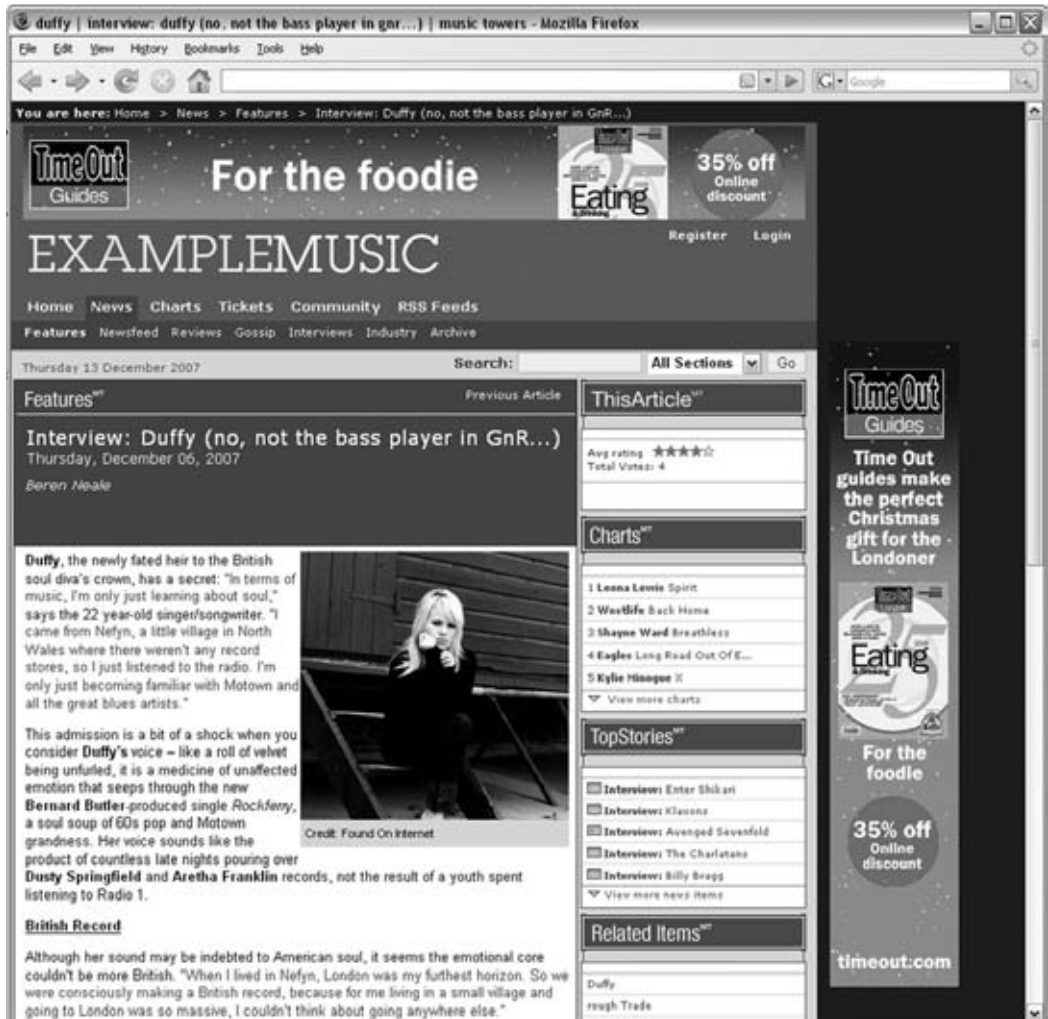 duffy | interview: duffy (no, not the bass player in gnr...) | music towers - Mozilla Firefox
File Edit View History Bookmarks Tools Help
G Google
You are here: Home > News > Features > Interview: Duffy (no, not the bass player in GnR...)
TimeOut
Guides
For the foodie
Eating
& Drinking
35% off
Online
discount
Register Login
EXAMPLEMUSIC
Home News Charts Tickets Community RSS Feeds
Features Newsfeed Reviews Gossip Interviews Industry Archive
Thursday 13 December 2007
Search: All Sections Go
Features MT
Previous Article
Interview: Duffy (no, not the bass player in GnR...)
Thursday, December 06, 2007
Beren Neale
Duffy, the newly fated heir to the British
soul diva's crown, has a secret: "In terms of
music, I'm only just learning about soul,"
says the 22 year-old singer/songwriter. "I
came from Nefyn, a little village in North
Wales where there weren't any record
stores, so I just listened to the radio. I'm
only just becoming familiar with Motown and
all the great blues artists."
This admission is a bit of a shock when you
consider Duffy's voice – like a roll of velvet
being unfurled, it is a medicine of unaffected
emotion that seeps through the new
Bernard Butler-produced single Rockferry,
a soul soup of 60s pop and Motown
grandness. Her voice sounds like the
product of countless late nights pouring over
Dusty Springfield and Aretha Franklin records, not the result of a youth spent
listening to Radio 1.
Credit: Found On Internet
British Record
Although her sound may be indebted to American soul, it seems the emotional core
couldn't be more British. "When I lived in Nefyn, London was my furthest horizon. So we
were consciously making a British record, because for me living in a small village and
going to London was so massive, I couldn't think about going anywhere else."
ThisArticle MT
Avg rating
Total Votes: 4
Charts MT
1 Leona Lewis Spirit
2 Westlife Back Home
3 Shayne Ward Breathless
4 Eagles Long Road Out Of E...
5 Kylie Minogue X
View more charts
TopStories MT
Interview: Enter Shikari
Interview: Klaxons
Interview: Avenged Sevenfold
Interview: The Charlatans
Interview: Billy Bragg
View more news items
Related Items MT
Duffy
rough Trade
TimeOut
Guides
Time Out
guides make
the perfect
Christmas
gift for the
Londoner
Eating
& Drinking
25
For the
foodie
35% off
Online
discount
timeout.com